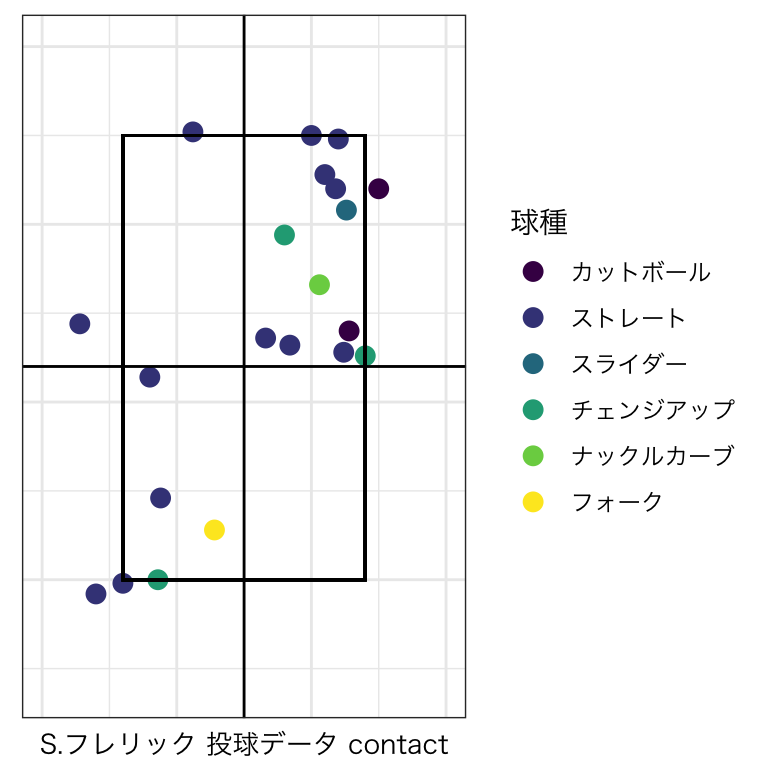 球種
カットボール
ストレート
スライダー
チェンジアップ
ナックルカーブ
フォーク
S.フレリック 投球データ contact